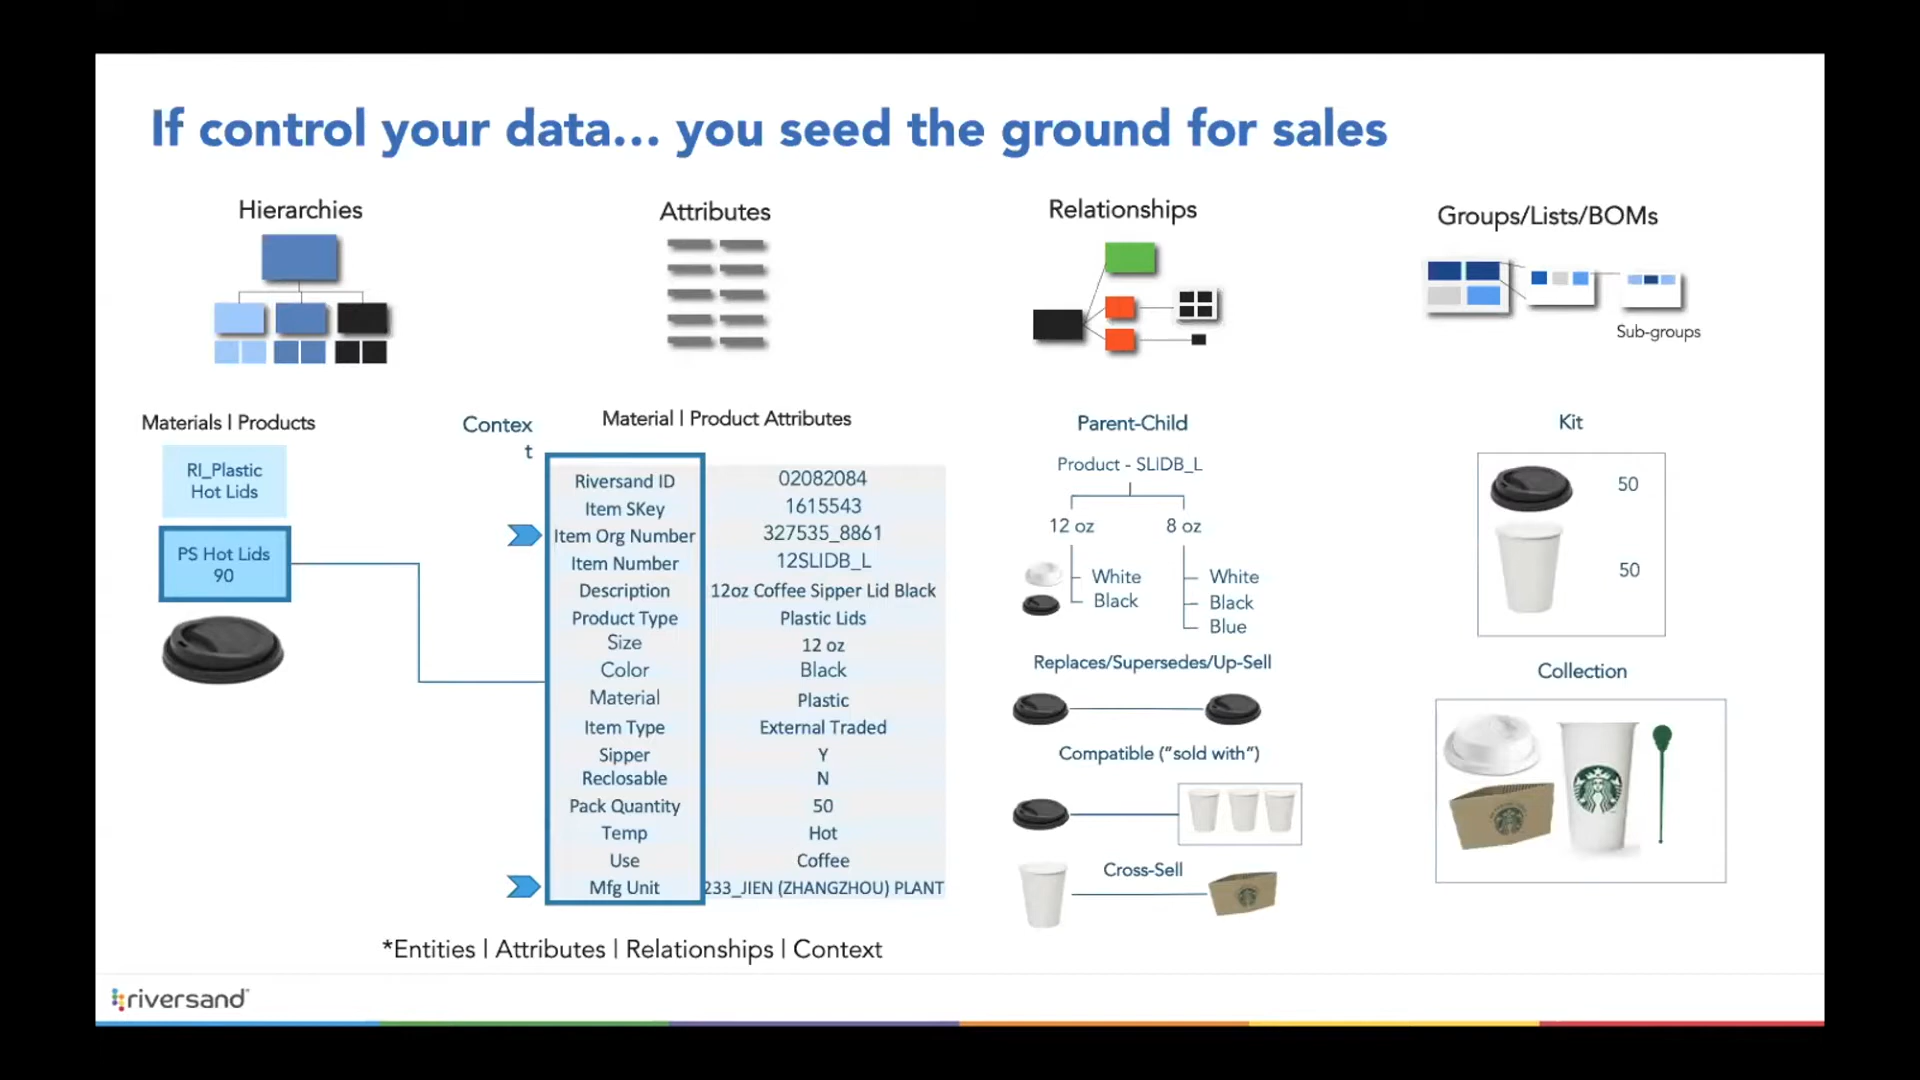 If control your data... you seed the ground for sales
Hierarchies
Attributes
Relationships
Groups/Lists/BOMs
Sub-groups
Materials | Products
RI_Plastic
Hot Lids
PS Hot Lids
90
Contex
t
Material | Product Attributes
Riversand ID 02082084
Item SKey 1615543
Item Org Number 327535_8861
Item Number 12SLIDB_L
Description 12oz Coffee Sipper Lid Black
Product Type Plastic Lids
Size 12 oz
Color Black
Material Plastic
Item Type External Traded
Sipper Y
Reclosable N
Pack Quantity 50
Temp Hot
Use Coffee
Mfg Unit 233_JIEN (ZHANGZHOU) PLANT
Parent-Child
Product - SLIDB_L
12 oz 8 oz
White White
Black Black
Blue
Replaces/Supersedes/Up-Sell
Compatible ("sold with")
Cross-Sell
Kit
50
50
Collection
*Entities | Attributes | Relationships | Context
riversand